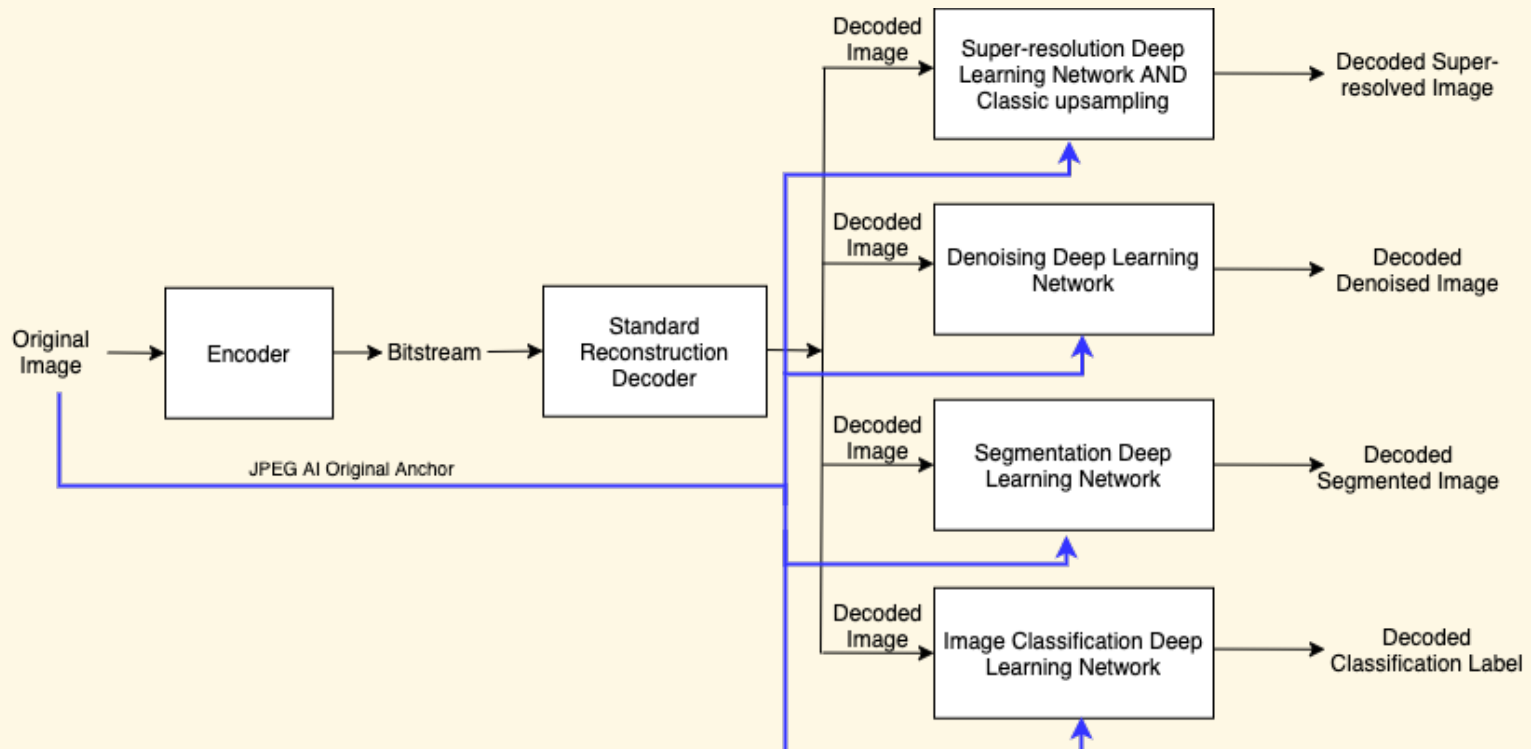 Decoded
Image
Super-resolution Deep
Learning Network AND
Classic upsampling
Decoded Super-
resolved Image
Decoded
Image
Denoising Deep Learning
Network
Decoded
Denoised Image
Original
Image
Encoder
Bitstream
Standard
Reconstruction
Decoder
JPEG AI Original Anchor
Decoded
Image
Segmentation Deep
Learning Network
Decoded
Segmented Image
Decoded
Image
Image Classification Deep
Learning Network
Decoded
Classification Label